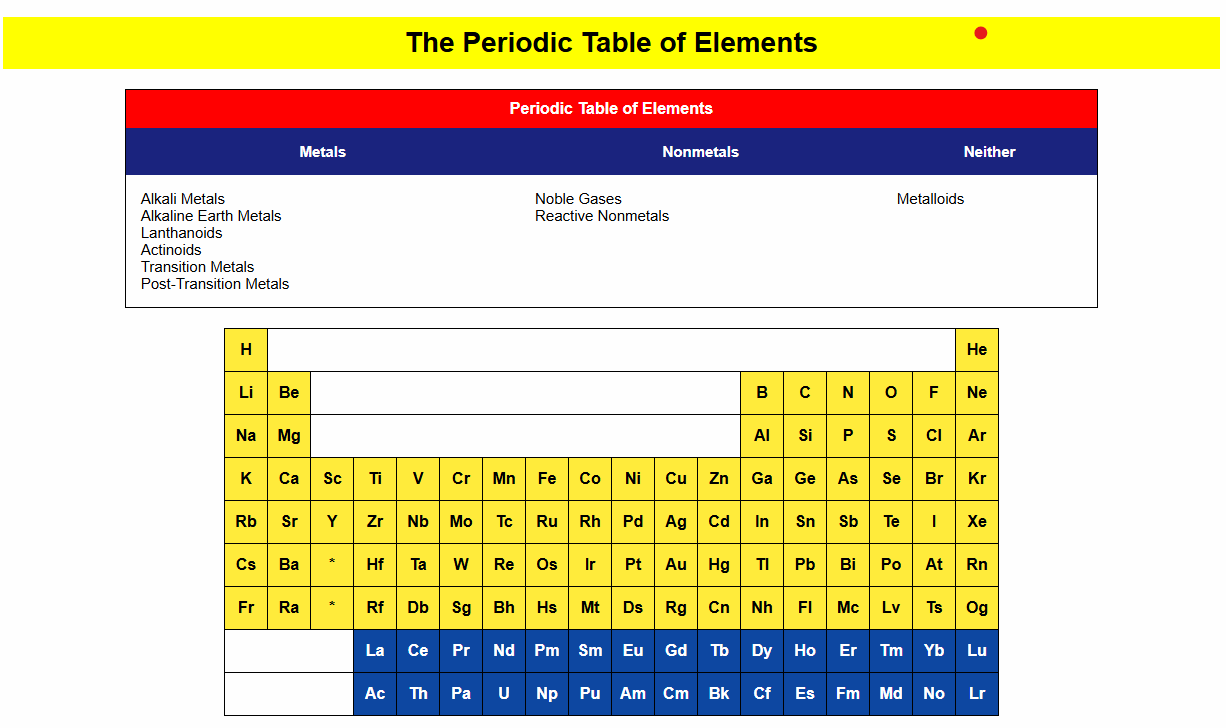 The Periodic Table of Elements
Periodic Table of Elements
Metals Nonmetals Neither
Alkali Metals Noble Gases Metalloids
Alkaline Earth Metals Reactive Nonmetals
Lanthanoids
Actinoids
Transition Metals
Post-Transition Metals
H He
Li Be B C N O F Ne
Na Mg Al Si P S Cl Ar
K Ca Sc Ti V Cr Mn Fe Co Ni Cu Zn Ga Ge As Se Br Kr
Rb Sr Y Zr Nb Mo Tc Ru Rh Pd Ag Cd In Sn Sb Te I Xe
Cs Ba * Hf Ta W Re Os Ir Pt Au Hg Tl Pb Bi Po At Rn
Fr Ra * Rf Db Sg Bh Hs Mt Ds Rg Cn Nh Fl Mc Lv Ts Og
La Ce Pr Nd Pm Sm Eu Gd Tb Dy Ho Er Tm Yb Lu
Ac Th Pa U Np Pu Am Cm Bk Cf Es Fm Md No Lr